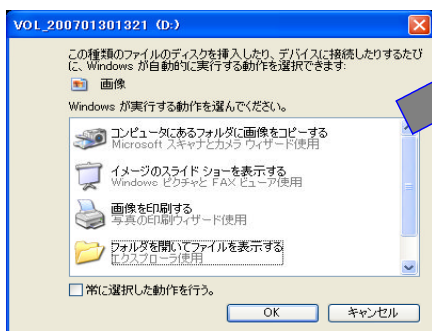 VOL_200701301321 (D:)
この種類のファイルのディスクを挿入したり、デバイスに接続したりするたび
に、Windows が自動的に実行する動作を選択できます:
画像
Windows が実行する動作を選んでください。
コンピュータにあるフォルダに画像をコピーする
Microsoft スキャナとカメラ ウィザード使用
イメージのスライド ショーを表示する
Windows ピクチャと FAX ビューア使用
画像を印刷する
写真の印刷ウィザード使用
フォルダを開いてファイルを表示する
エクスプローラ使用
常に選択した動作を行う。
OK
キャンセル